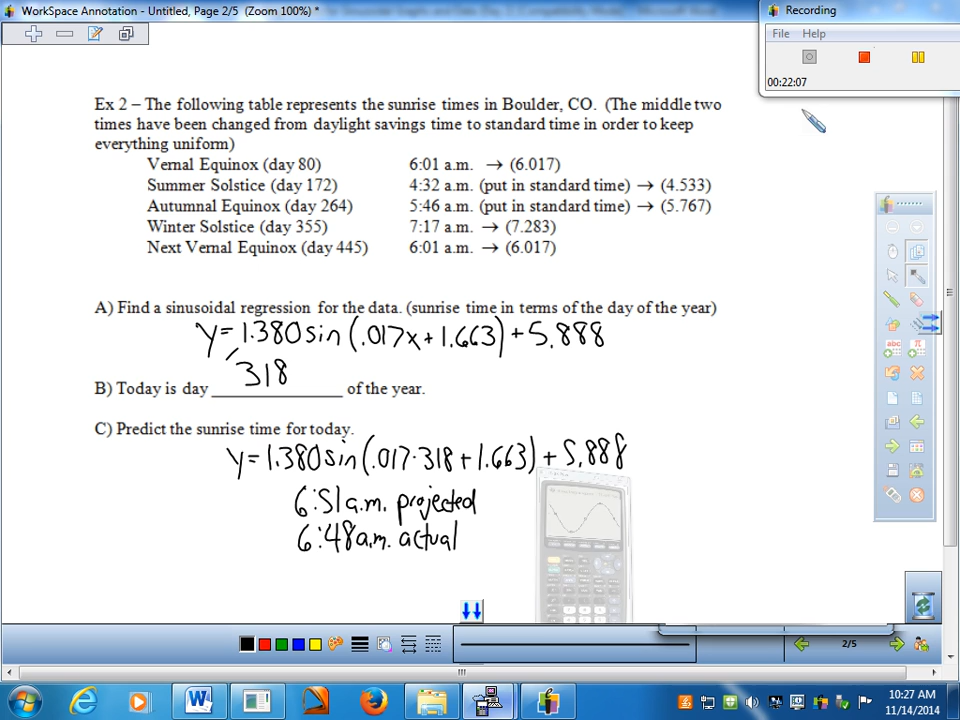 WorkSpace Annotation - Untitled, Page 2/5 (Zoom 100%) *
Recording
File Help
00:22:07
Ex 2 – The following table represents the sunrise times in Boulder, CO. (The middle two
times have been changed from daylight savings time to standard time in order to keep
everything uniform)
Vernal Equinox (day 80) 6:01 a.m. → (6.017)
Summer Solstice (day 172) 4:32 a.m. (put in standard time) → (4.533)
Autumnal Equinox (day 264) 5:46 a.m. (put in standard time) → (5.767)
Winter Solstice (day 355) 7:17 a.m. → (7.283)
Next Vernal Equinox (day 445) 6:01 a.m. → (6.017)
A) Find a sinusoidal regression for the data. (sunrise time in terms of the day of the year)
y = 1.380 sin (.017x + 1.663) + 5.888
318
B) Today is day ______________ of the year.
C) Predict the sunrise time for today.
y = 1.380 sin (.017·318 + 1.663) + 5.888
6:51 a.m. projected
6:48 a.m. actual
abc
π
2/5
10:27 AM
11/14/2014